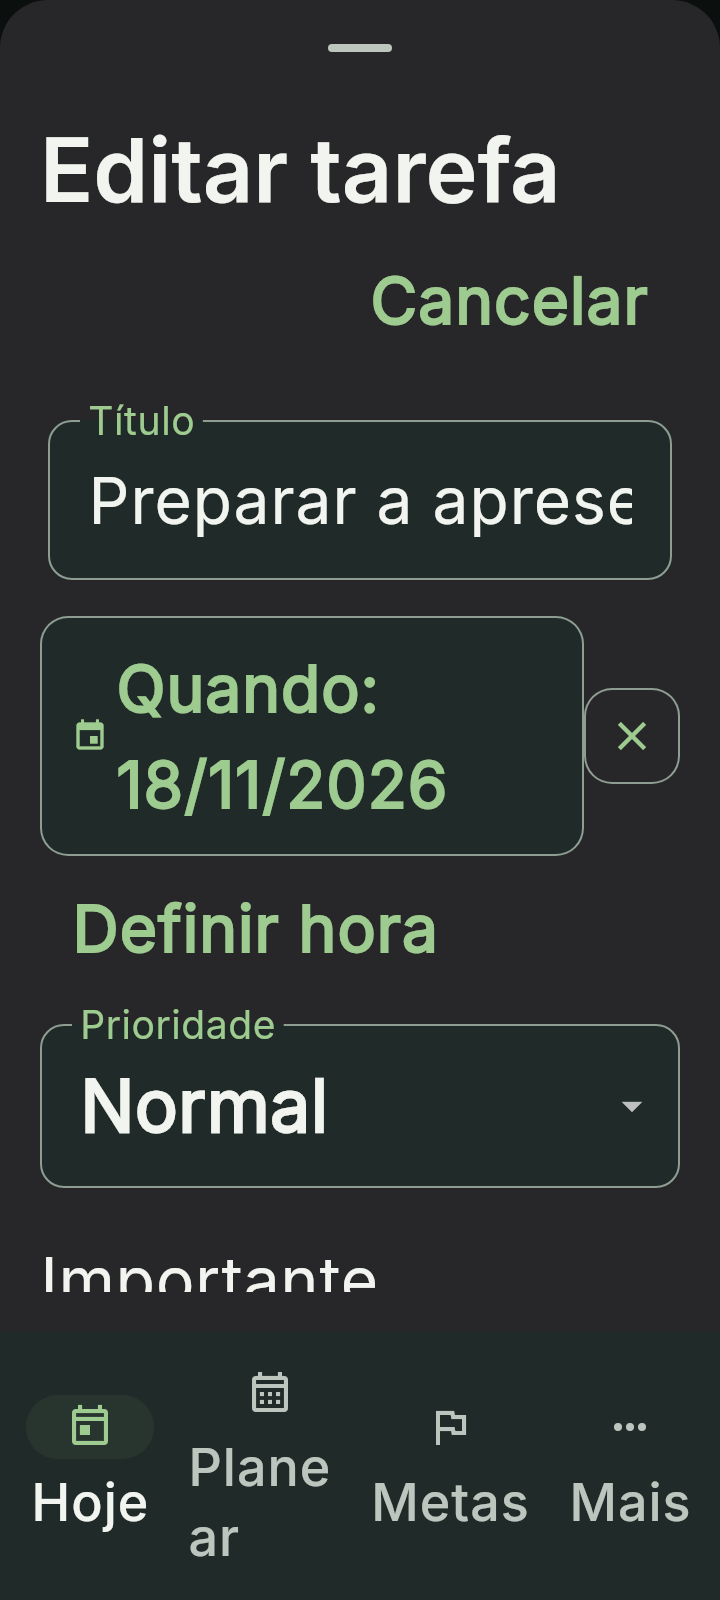 Editar tarefa
Cancelar
Título
Preparar a aprese
Quando:
18/11/2026
Definir hora
Prioridade
Normal
Importante
Hoje
Plane
ar
Metas
Mais